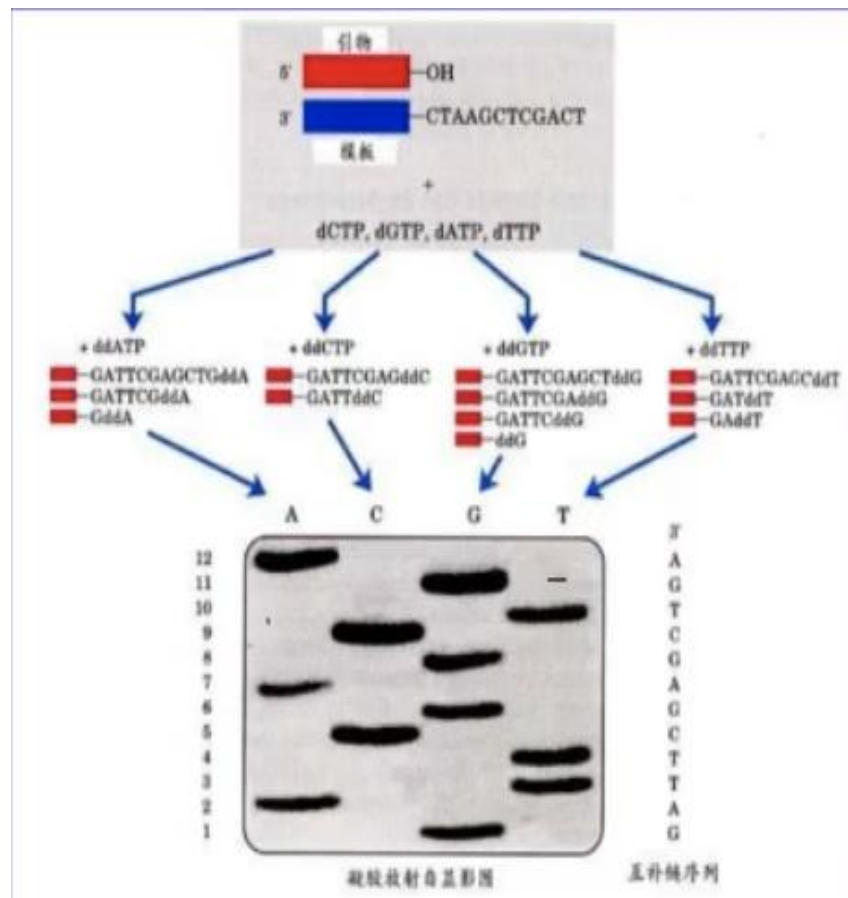 引物
5' -OH
3' -CTAAGCTCGACT
模板
+
dCTP, dGTP, dATP, dTTP
+ ddATP + ddCTP + ddGTP + ddTTP
-GATTCGAGCTGddA -GATTCGAGddC -GATTCGAGCTddG -GATTCGAGCddT
-GATTCGddA -GATTddC -GATTCGAddG -GATddT
-GddA -GATTCddG -GAddT
-ddG
A C G T
3'
12 A
11 G
10 T
9 C
8 G
7 A
6 G
5 C
4 T
3 T
2 A
1 G
凝胶放射自显影图 互补链序列